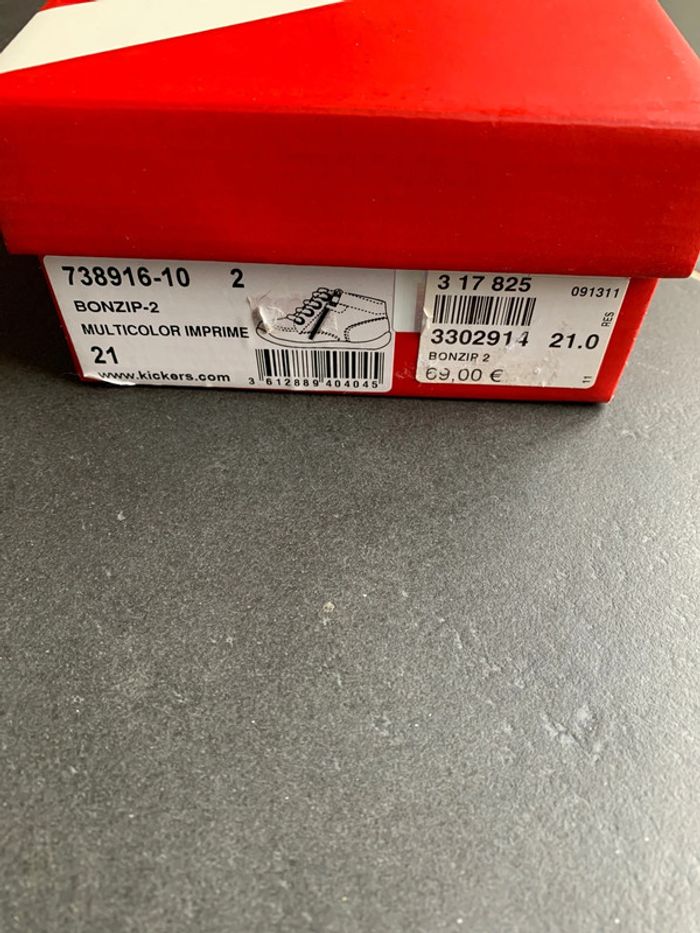 738916-10 2
BONZIP-2
MULTICOLOR IMPRIME
21
www.kickers.com
3 612889 404045
3 17 825
091311
3302914 21.0
RES
BONZIP 2
69,00 €
11